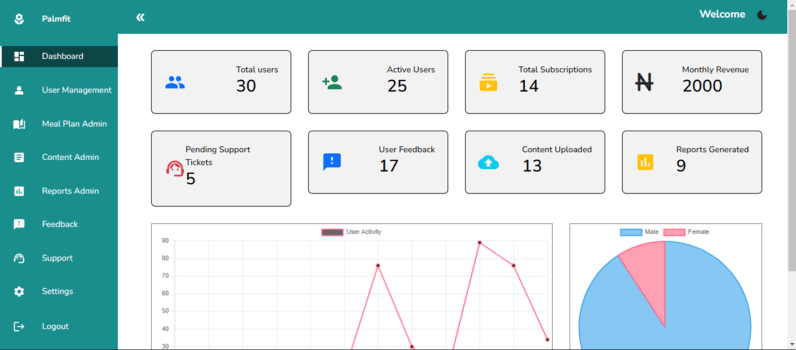 Palmfit
«
Welcome
Dashboard
User Management
Meal Plan Admin
Content Admin
Reports Admin
Feedback
Support
Settings
Logout
Total users
30
Active Users
25
Total Subscriptions
14
₦
Monthly Revenue
2000
Pending Support
Tickets
5
User Feedback
17
Content Uploaded
13
Reports Generated
9
User Activity
90
80
70
60
50
40
30
Male
Female